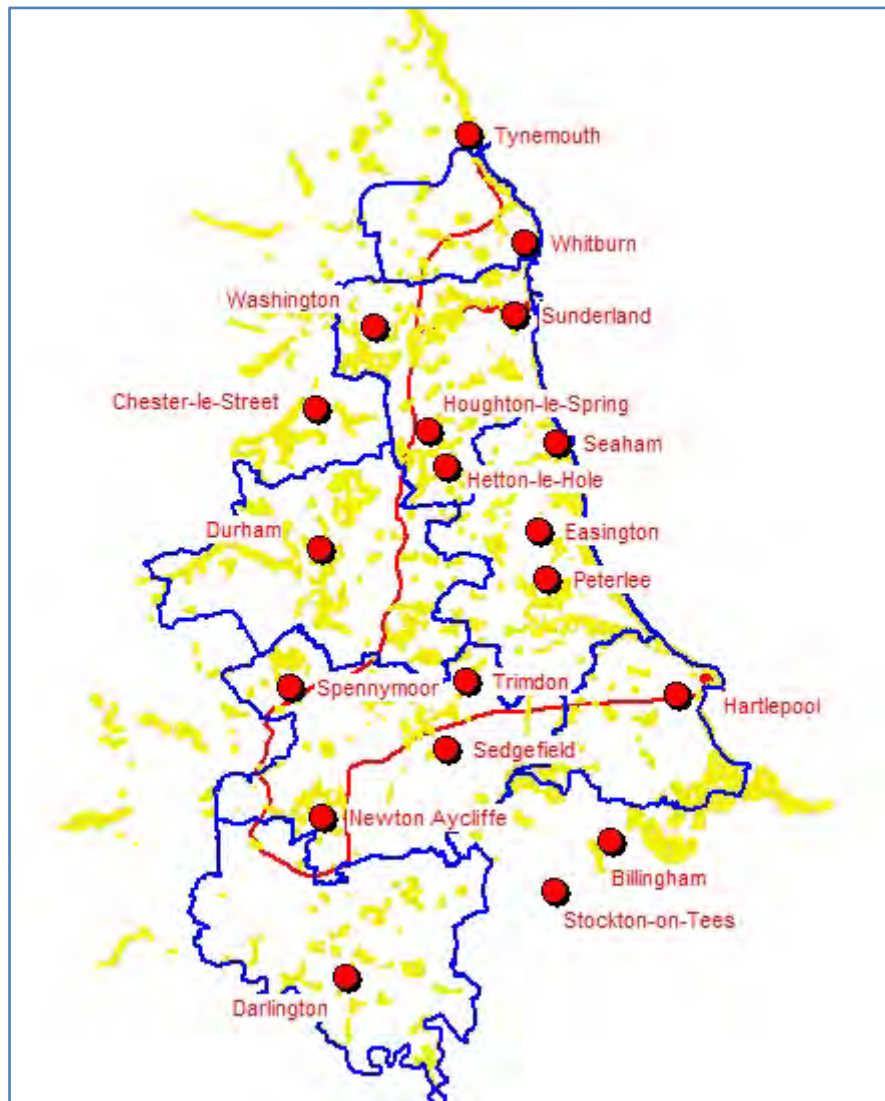 Tynemouth
Whitburn
Washington
Sunderland
Chester-le-Street
Houghton-le-Spring
Seaham
Hetton-le-Hole
Durham
Easington
Peterlee
Spennymoor
Trimdon
Hartlepool
Sedgefield
Newton Aycliffe
Billingham
Stockton-on-Tees
Darlington